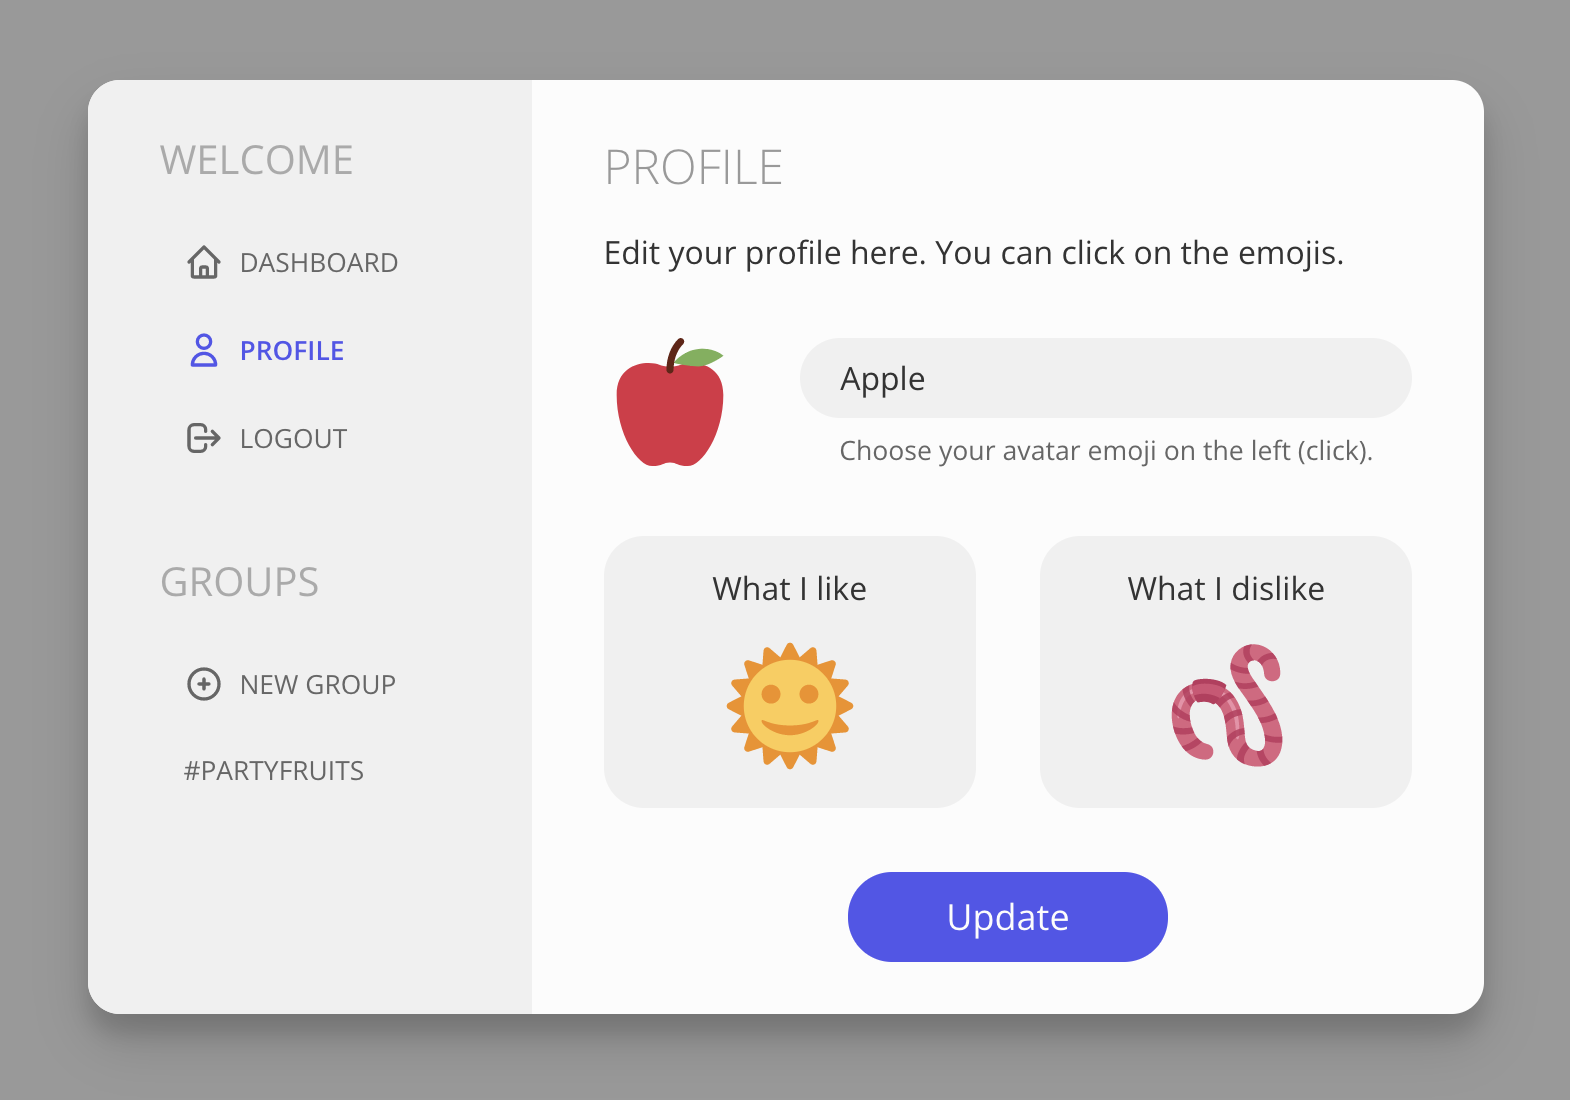 WELCOME
DASHBOARD
PROFILE
LOGOUT
GROUPS
NEW GROUP
#PARTYFRUITS
PROFILE
Edit your profile here. You can click on the emojis.
Apple
Choose your avatar emoji on the left (click).
What I like
What I dislike
Update